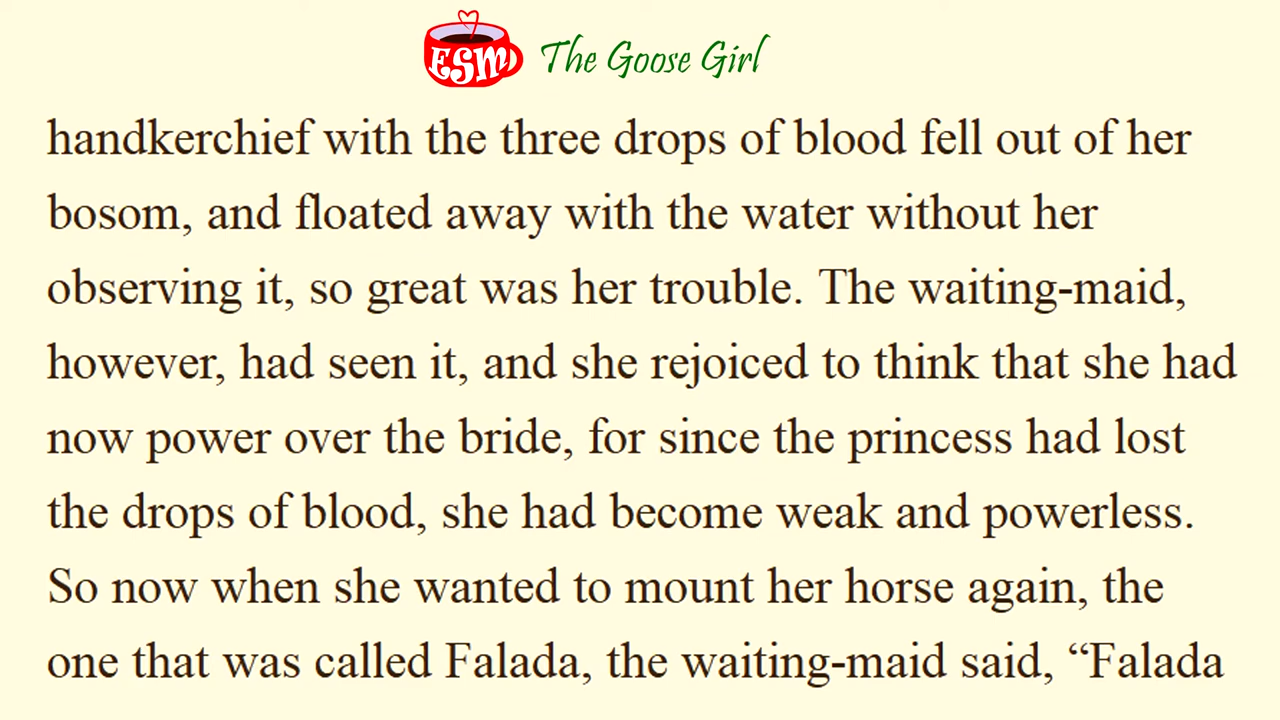 ESM The Goose Girl
handkerchief with the three drops of blood fell out of her
bosom, and floated away with the water without her
observing it, so great was her trouble. The waiting-maid,
however, had seen it, and she rejoiced to think that she had
now power over the bride, for since the princess had lost
the drops of blood, she had become weak and powerless.
So now when she wanted to mount her horse again, the
one that was called Falada, the waiting-maid said, “Falada